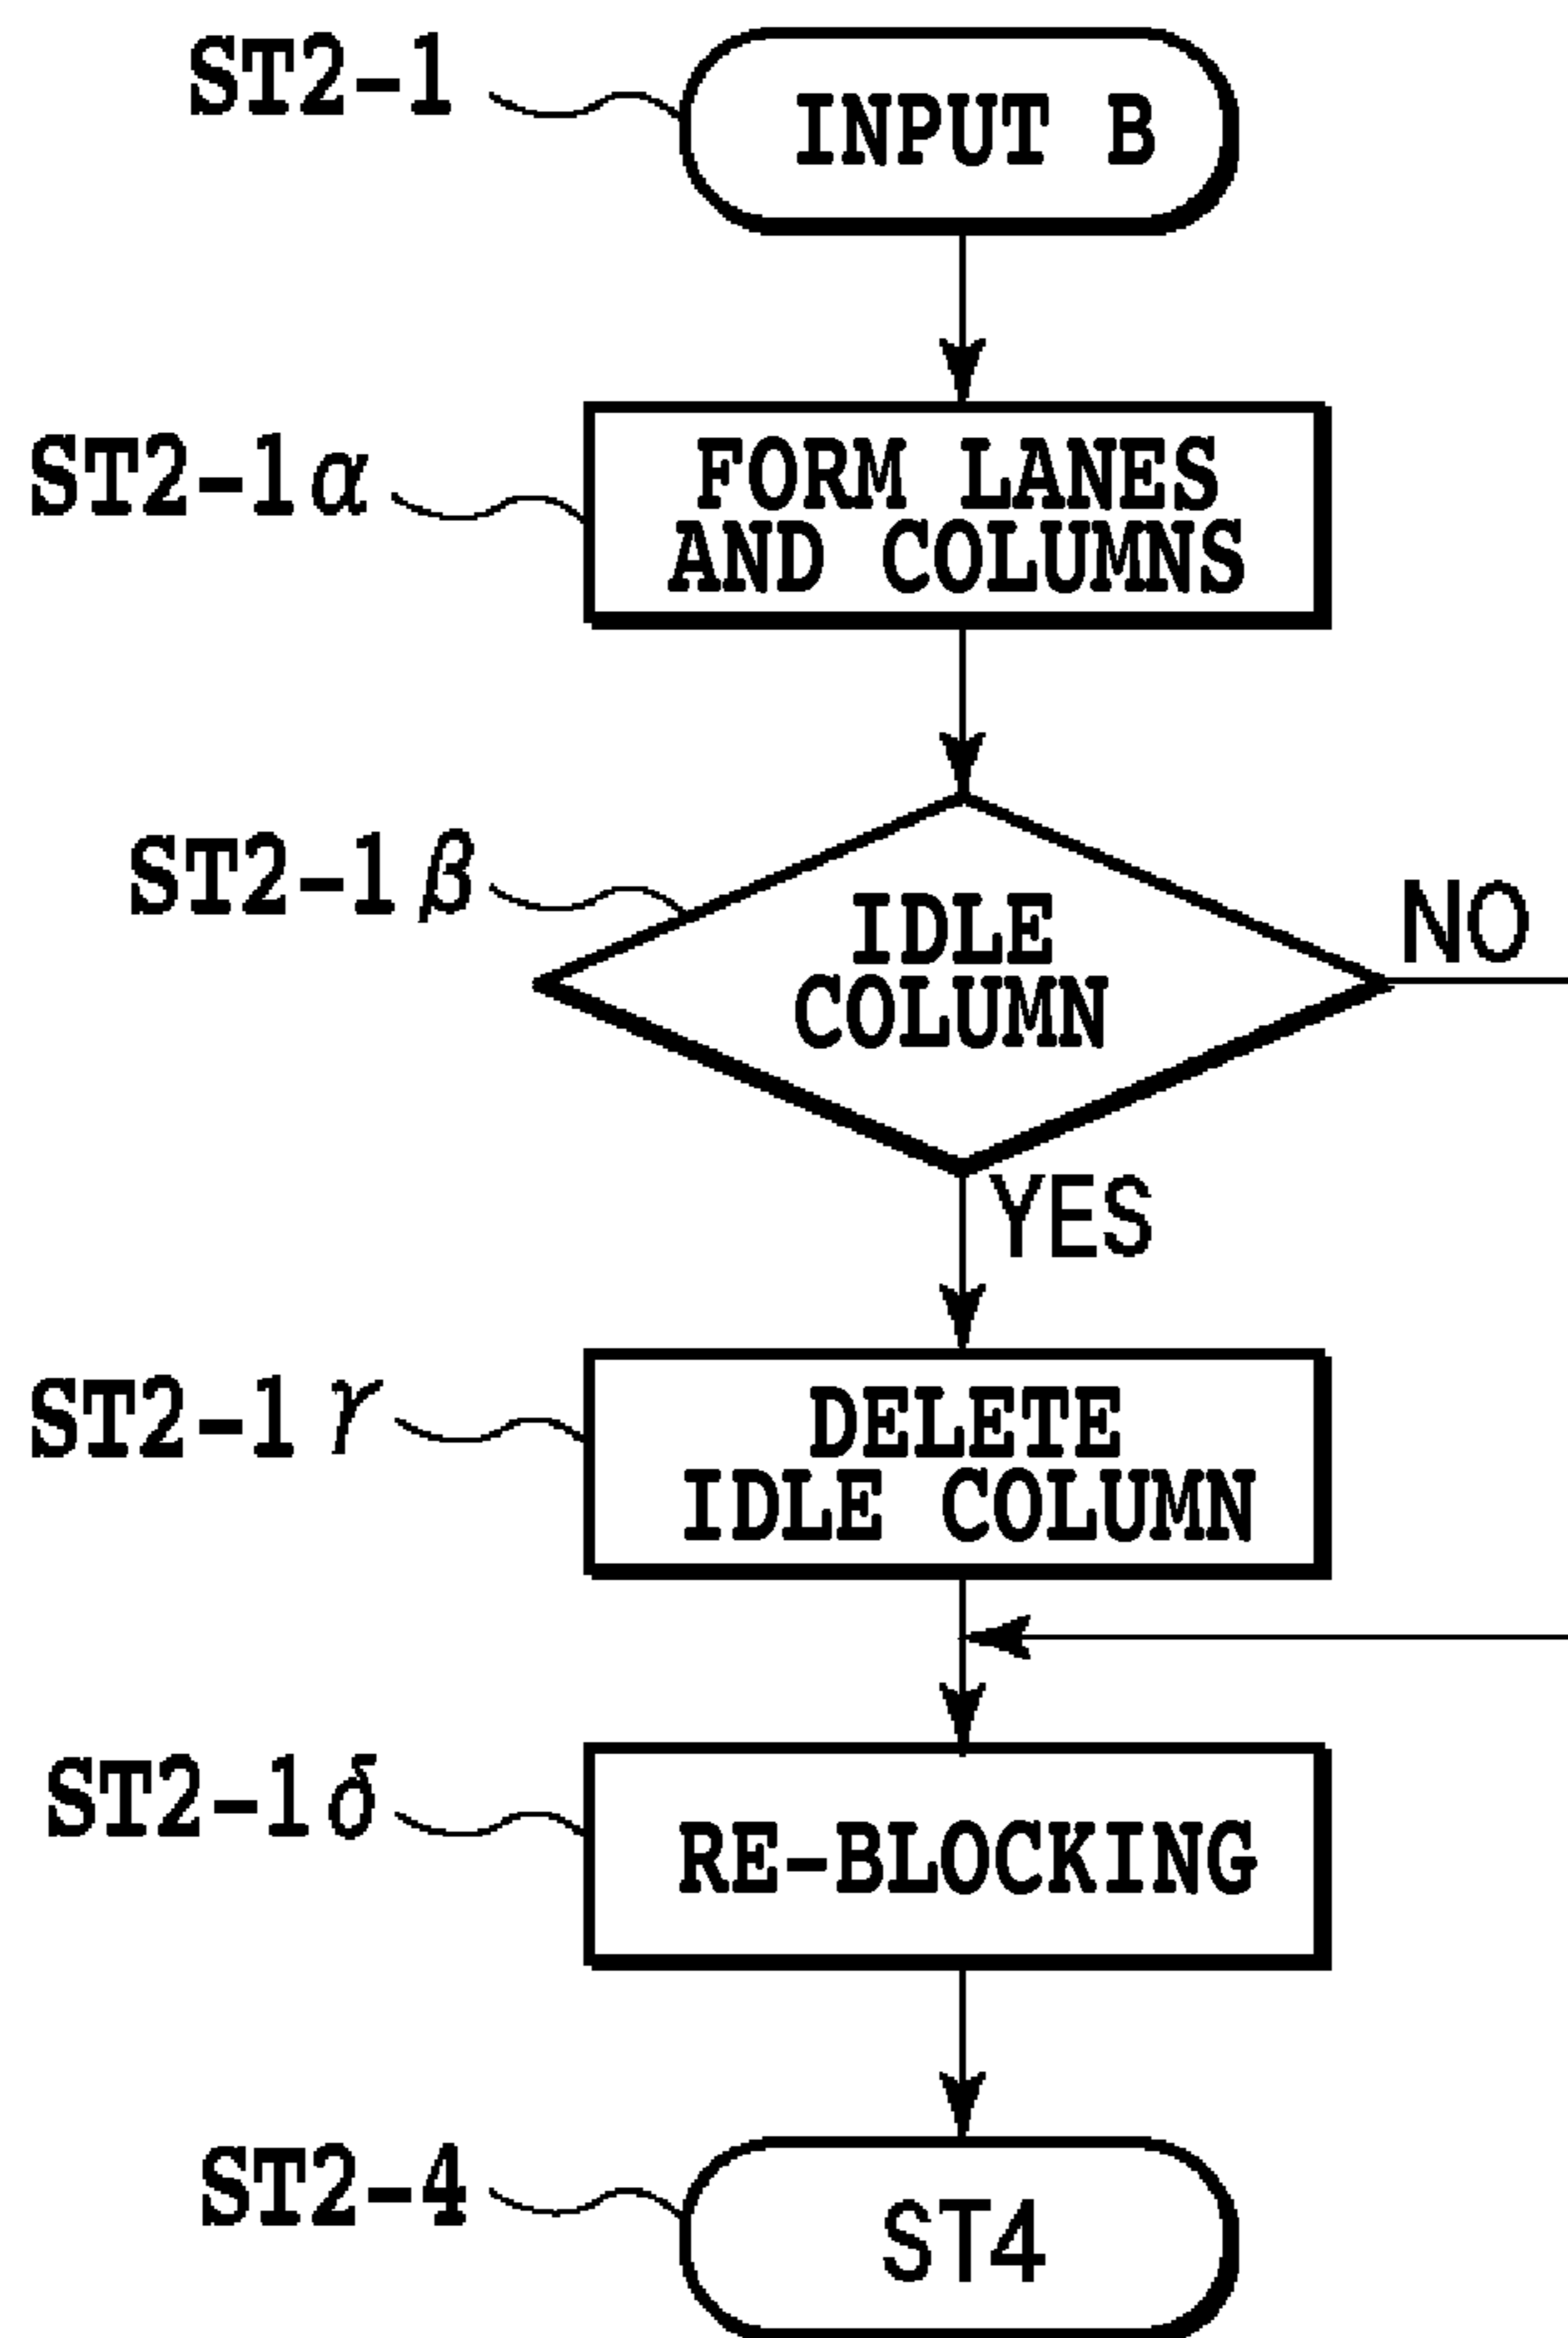 ST2-1
INPUT B
ST2-1α
FORM LANES
AND COLUMNS
ST2-1β
IDLE
COLUMN
NO
YES
ST2-1γ
DELETE
IDLE COLUMN
ST2-1δ
RE-BLOCKING
ST2-4
ST4